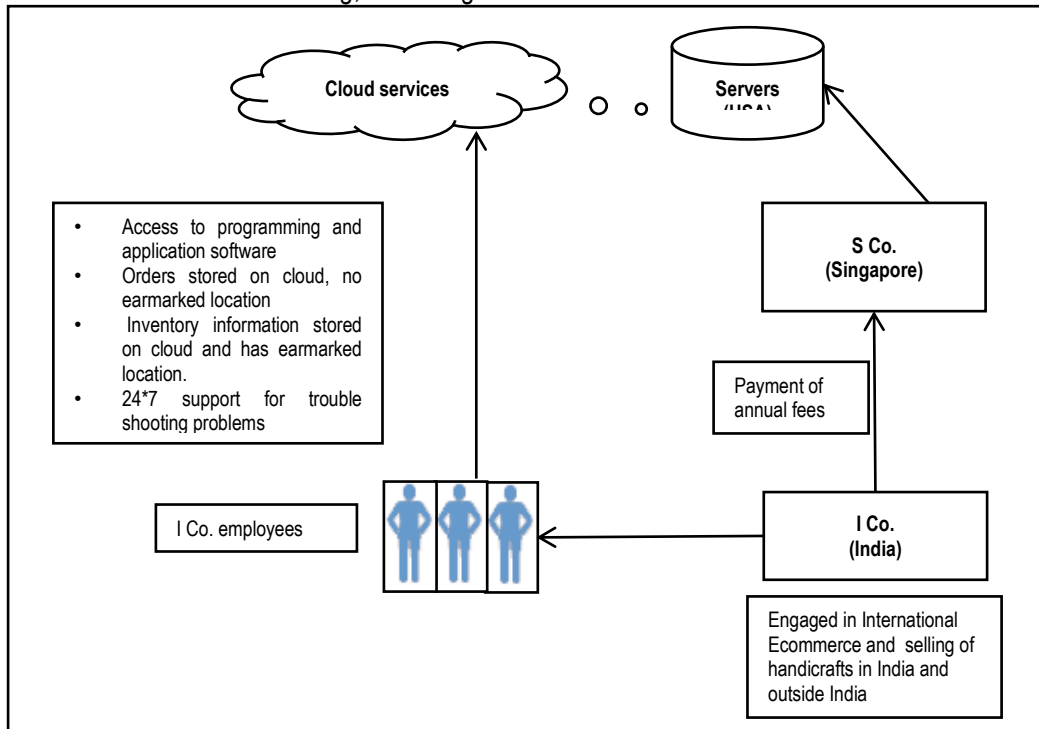 Cloud services
Servers
(USA)
• Access to programming and
application software
• Orders stored on cloud, no
earmarked location
• Inventory information stored
on cloud and has earmarked
location.
• 24*7 support for trouble
shooting problems
S Co.
(Singapore)
Payment of
annual fees
I Co. employees
I Co.
(India)
Engaged in International
Ecommerce and selling of
handicrafts in India and
outside India